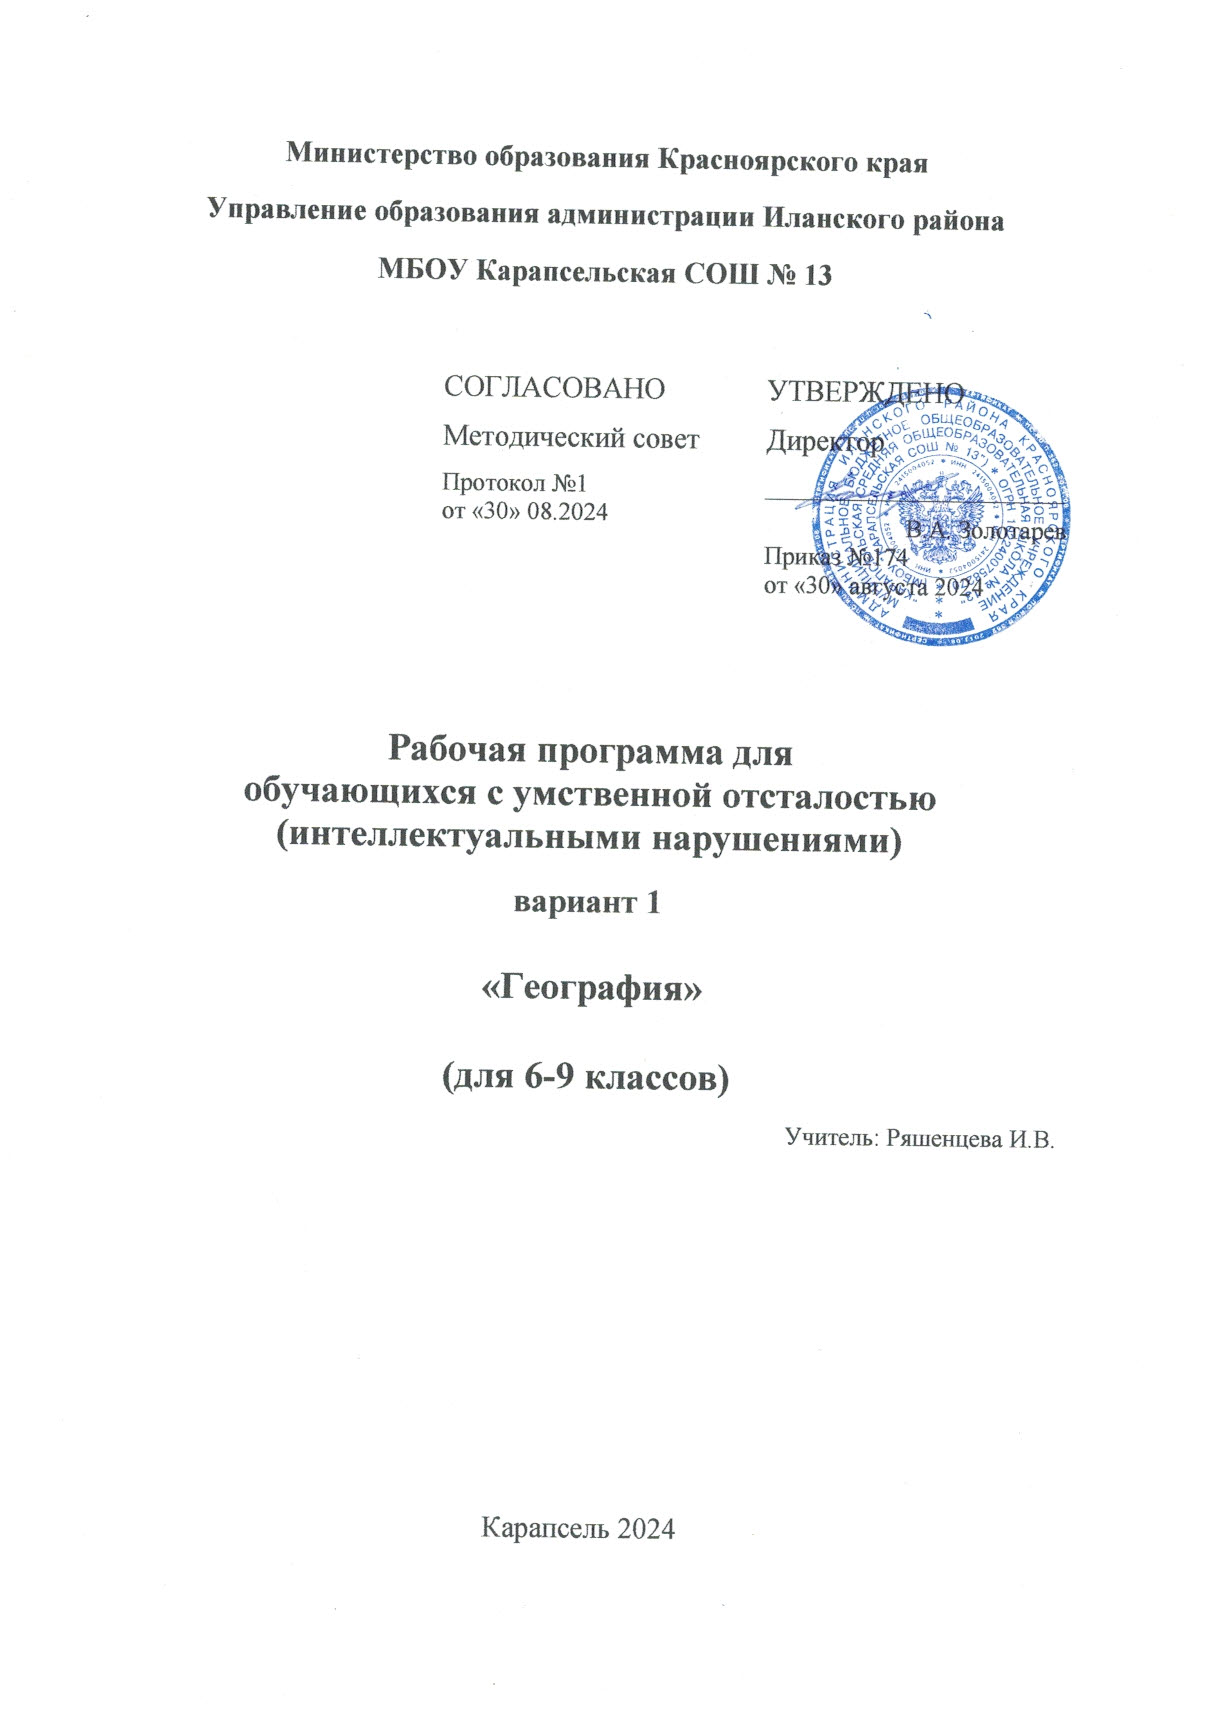 Министерство образования Красноярского края
Управление образования администрации Иланского района
МБОУ Карапсельская СОШ № 13
СОГЛАСОВАНО
Методический совет
Протокол №1
от «30» 08.2024
УТВЕРЖДЕНО
Директор
В.А. Золотарев
Приказ №174
от «30» августа 2024
Рабочая программа для
обучающихся с умственной отсталостью
(интеллектуальными нарушениями)
вариант 1
«География»
(для 6-9 классов)
Учитель: Ряшенцева И.В.
Карапсель 2024